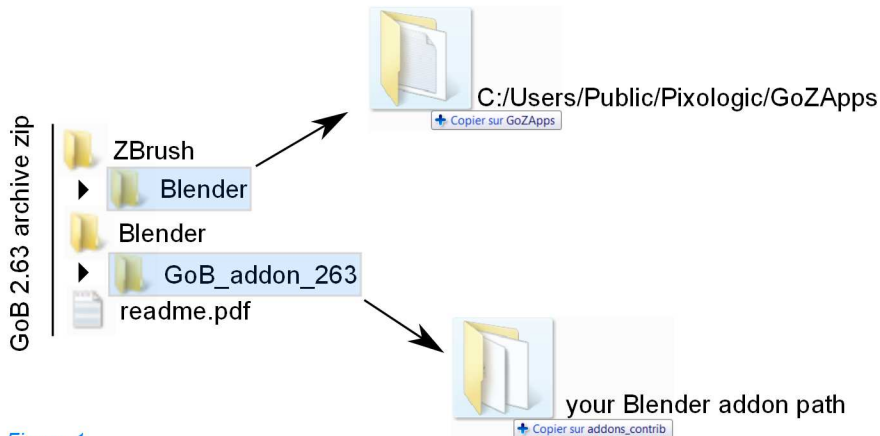 GoB 2.63 archive zip
ZBrush
Blender
Blender
GoB_addon_263
readme.pdf
C:/Users/Public/Pixologic/GoZApps
Copier sur GoZApps
your Blender addon path
Copier sur addons_contrib